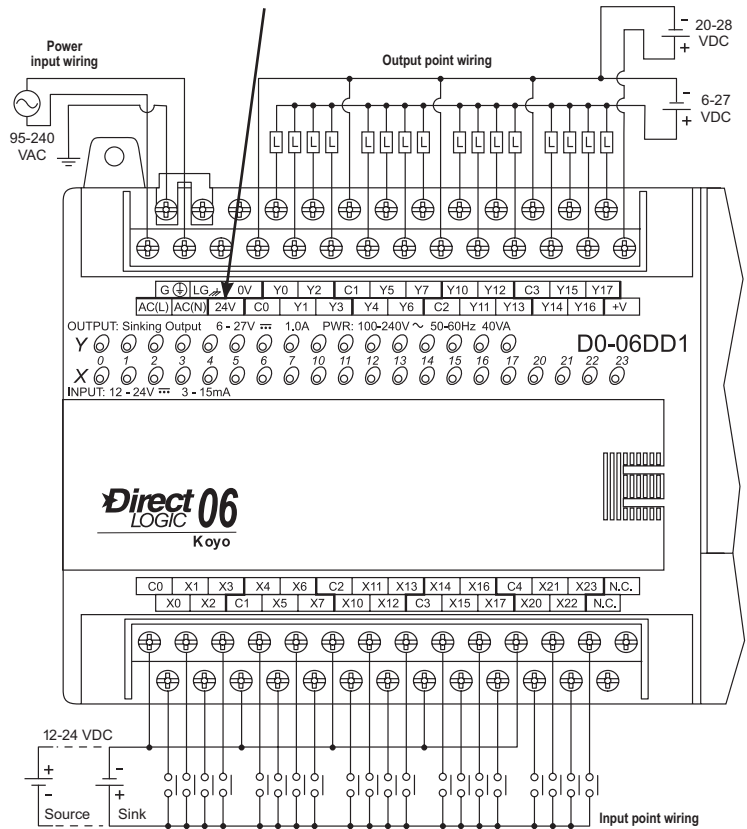 Power
input wiring
Output point wiring
20-28
VDC
-
+
6-27
VDC
-
+
95-240
VAC
L L L L L L L L L L L L L L L L
G LG 0V Y0 Y2 C1 Y5 Y7 Y10 Y12 C3 Y15 Y17
AC(L) AC(N) 24V C0 Y1 Y3 Y4 Y6 C2 Y11 Y13 Y14 Y16 +V
OUTPUT: Sinking Output 6 - 27V 1.0A PWR: 100-240V ~ 50-60Hz 40VA
D0-06DD1
Y
0 1 2 3 4 5 6 7 10 11 12 13 14 15 16 17 20 21 22 23
X
INPUT: 12 - 24V 3 - 15mA
Direct
LOGIC 06
Koyo
C0 X1 X3 X4 X6 C2 X11 X13 X14 X16 C4 X21 X23 N.C.
X0 X2 C1 X5 X7 X10 X12 C3 X15 X17 X20 X22 N.C.
12-24 VDC
+ -
- +
Source Sink
Input point wiring